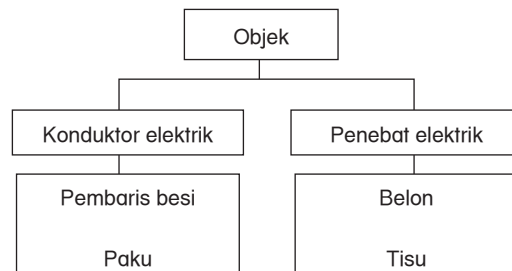 Objek
Konduktor elektrik
Penebat elektrik
Pembaris besi
Paku
Belon
Tisu